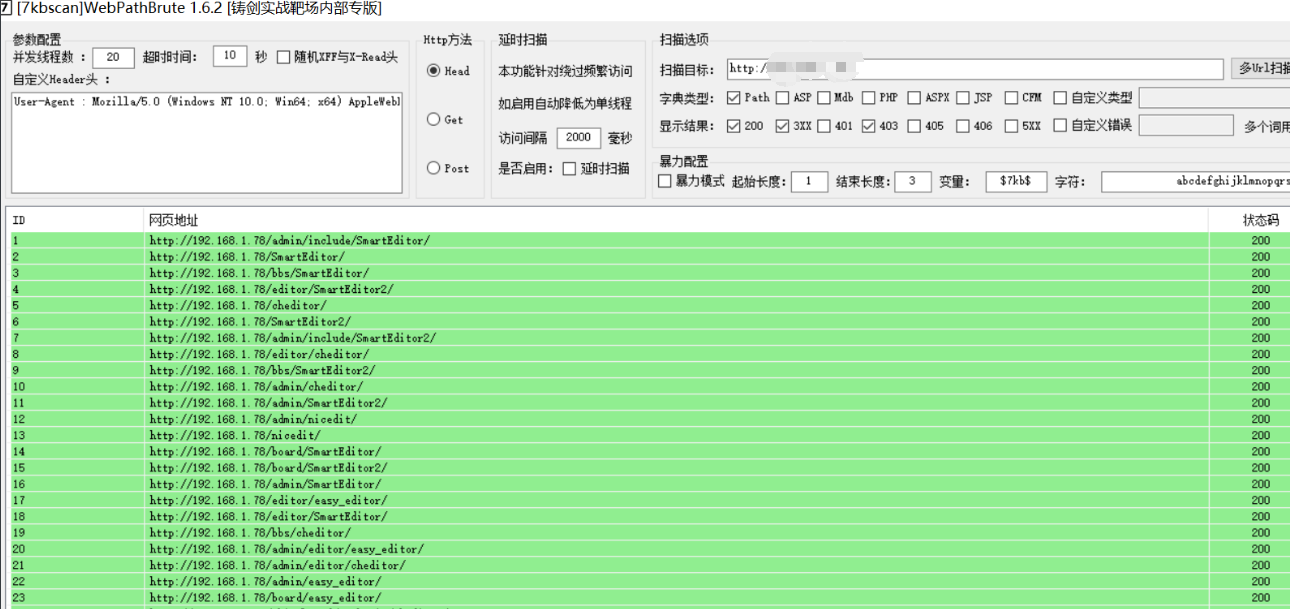 [7kbscan]WebPathBrute 1.6.2 [铸剑实战靶场内部专版]
参数配置
并发线程数 : 20 超时时间: 10 秒 随机XFF与X-Read头
自定义Header头 :
User-Agent : Mozilla/5.0 (Windows NT 10.0; Win64; x64) AppleWebl
Http方法
Head
Get
Post
延时扫描
本功能针对绕过频繁访问
如启用自动降低为单线程
访问间隔 2000 毫秒
是否启用: 延时扫描
扫描选项
扫描目标: http:/ 多Url扫描
字典类型: Path ASP Mdb PHP ASPX JSP CFM 自定义类型
显示结果: 200 3XX 401 403 405 406 5XX 自定义错误 多个词用
暴力配置
暴力模式 起始长度: 1 结束长度: 3 变量: $7kb$ 字符: abcdefghijklmnopqrs
ID 网页地址 状态码
1 http://192.168.1.78/admin/include/SmartEditor/ 200
2 http://192.168.1.78/SmartEditor/ 200
3 http://192.168.1.78/bbs/SmartEditor/ 200
4 http://192.168.1.78/editor/SmartEditor2/ 200
5 http://192.168.1.78/cheditor/ 200
6 http://192.168.1.78/SmartEditor2/ 200
7 http://192.168.1.78/admin/include/SmartEditor2/ 200
8 http://192.168.1.78/editor/cheditor/ 200
9 http://192.168.1.78/bbs/SmartEditor2/ 200
10 http://192.168.1.78/admin/cheditor/ 200
11 http://192.168.1.78/admin/SmartEditor2/ 200
12 http://192.168.1.78/admin/nicedit/ 200
13 http://192.168.1.78/nicedit/ 200
14 http://192.168.1.78/board/SmartEditor/ 200
15 http://192.168.1.78/board/SmartEditor2/ 200
16 http://192.168.1.78/admin/SmartEditor/ 200
17 http://192.168.1.78/editor/easy_editor/ 200
18 http://192.168.1.78/editor/SmartEditor/ 200
19 http://192.168.1.78/bbs/cheditor/ 200
20 http://192.168.1.78/admin/editor/easy_editor/ 200
21 http://192.168.1.78/admin/editor/cheditor/ 200
22 http://192.168.1.78/admin/easy_editor/ 200
23 http://192.168.1.78/board/easy_editor/ 200